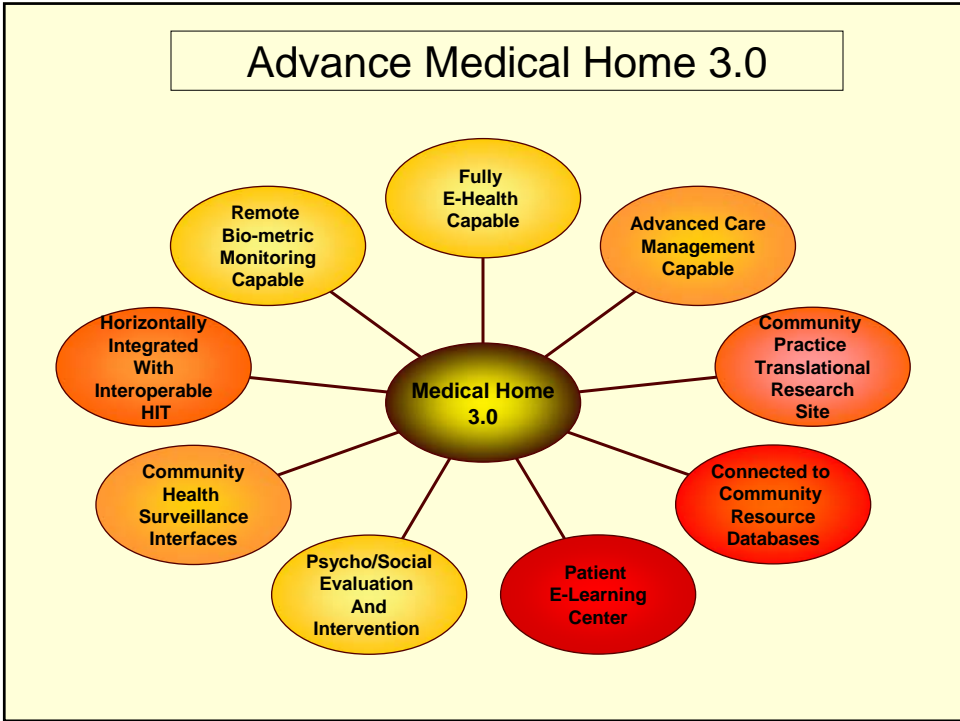 Advance Medical Home 3.0
Fully
E-Health
Capable
Remote
Bio-metric
Monitoring
Capable
Advanced Care
Management
Capable
Horizontally
Integrated
With
Interoperable
HIT
Community
Practice
Translational
Research
Site
Medical Home
3.0
Community
Health
Surveillance
Interfaces
Connected to
Community
Resource
Databases
Psycho/Social
Evaluation
And
Intervention
Patient
E-Learning
Center